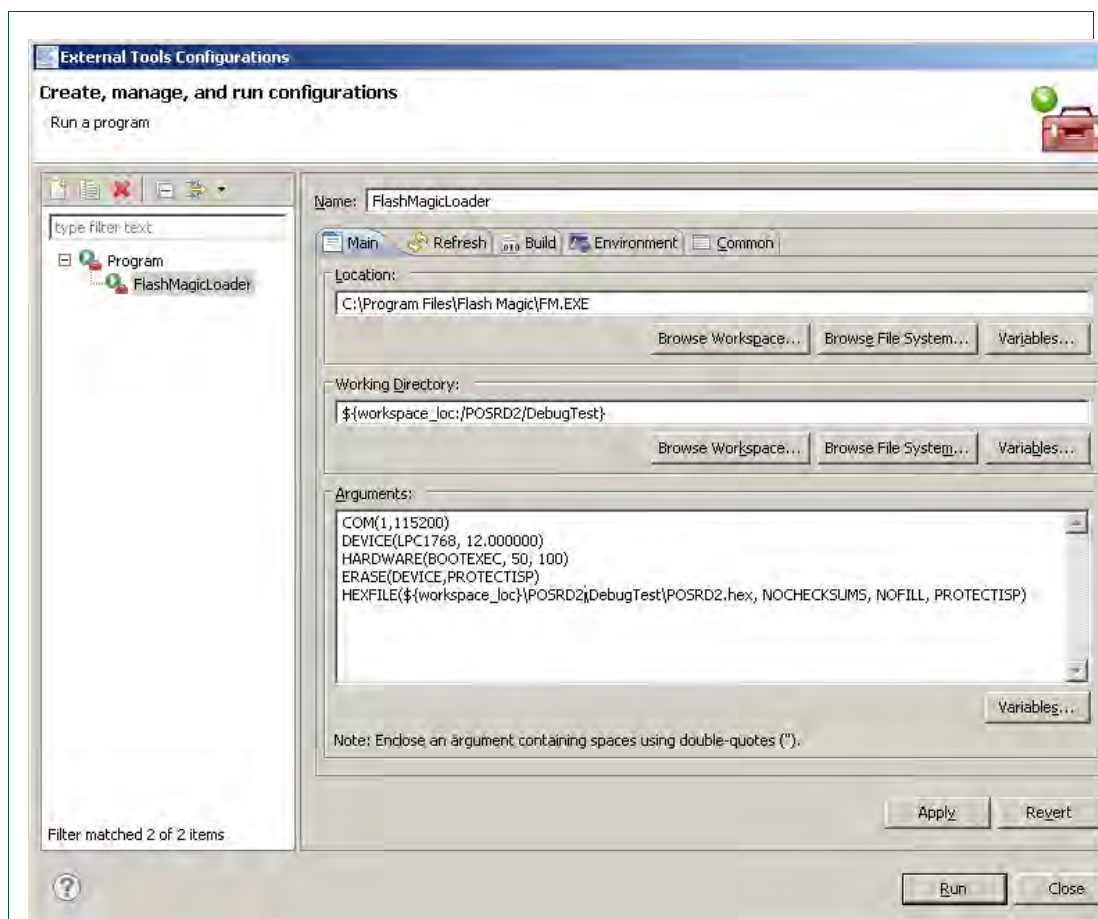 External Tools Configurations
Create, manage, and run configurations
Run a program
type filter text
Program
FlashMagicLoader
Filter matched 2 of 2 items
Name: FlashMagicLoader
Main Refresh Build Environment Common
Location:
C:\Program Files\Flash Magic\FM.EXE
Browse Workspace... Browse File System... Variables...
Working Directory:
${workspace_loc:/POSRD2/DebugTest}
Browse Workspace... Browse File System... Variables...
Arguments:
COM(1,115200)
DEVICE(LPC1768, 12.000000)
HARDWARE(BOOTEXEC, 50, 100)
ERASE(DEVICE,PROTECTISP)
HEXFILE(${workspace_loc}\POSRD2\DebugTest\POSRD2.hex, NOCHECKSUMS, NOFILL, PROTECTISP)
Variables...
Note: Enclose an argument containing spaces using double-quotes (").
Apply Revert
Run Close